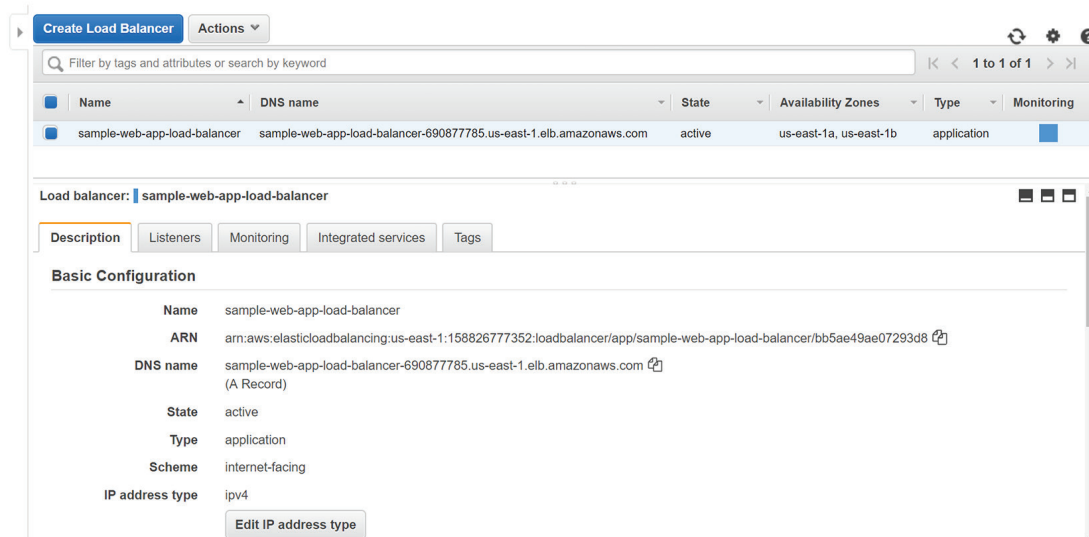 Create Load Balancer Actions
Filter by tags and attributes or search by keyword 1 to 1 of 1
Name DNS name State Availability Zones Type Monitoring
sample-web-app-load-balancer sample-web-app-load-balancer-690877785.us-east-1.elb.amazonaws.com active us-east-1a, us-east-1b application
Load balancer: sample-web-app-load-balancer
Description Listeners Monitoring Integrated services Tags
Basic Configuration
Name sample-web-app-load-balancer
ARN arn:aws:elasticloadbalancing:us-east-1:158826777352:loadbalancer/app/sample-web-app-load-balancer/bb5ae49ae07293d8
DNS name sample-web-app-load-balancer-690877785.us-east-1.elb.amazonaws.com
(A Record)
State active
Type application
Scheme internet-facing
IP address type ipv4
Edit IP address type